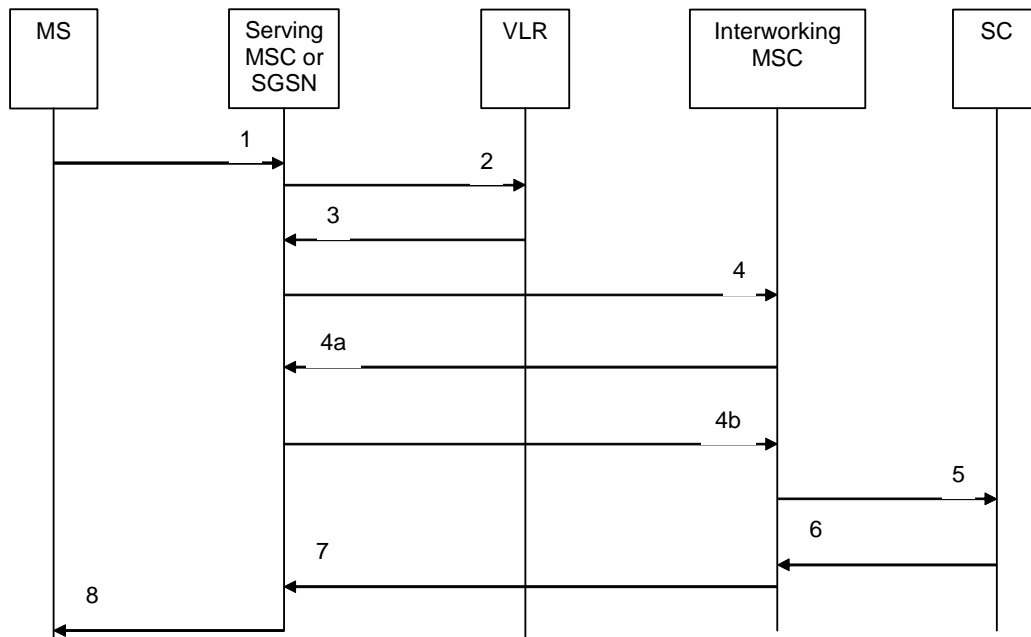 MS
Serving
MSC or
SGSN
VLR
Interworking
MSC
SC
1
2
3
4
4a
4b
5
6
7
8